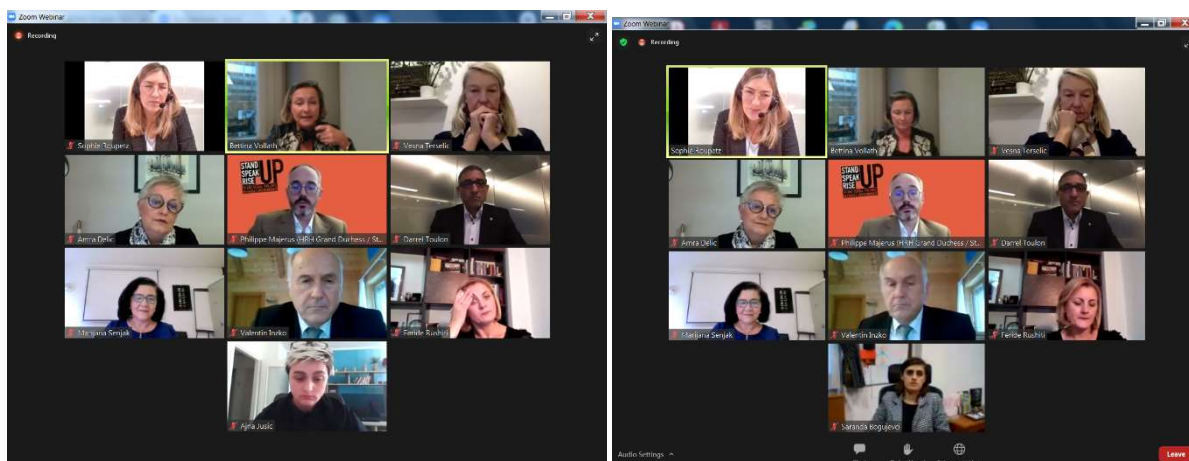 Zoom Webinar
Recording
Sophie Roupetz
Bettina Vollath
Vesna Terselic
STAND
SPEAK
RISE
UP
Amra Delic
Philippe Majerus (HRH Grand Duchess / St...
Darrel Toulon
Marijana Senjak
Valentin Inzko
Feride Rushiti
Ajna Jusic
Zoom Webinar
Recording
Sophie Roupetz
Bettina Vollath
Vesna Terselic
STAND
SPEAK
RISE
UP
Amra Delic
Philippe Majerus (HRH Grand Duchess / St...
Darrel Toulon
Marijana Senjak
Valentin Inzko
Feride Rushiti
Saranda Bogujevci
Audio Settings
Leave